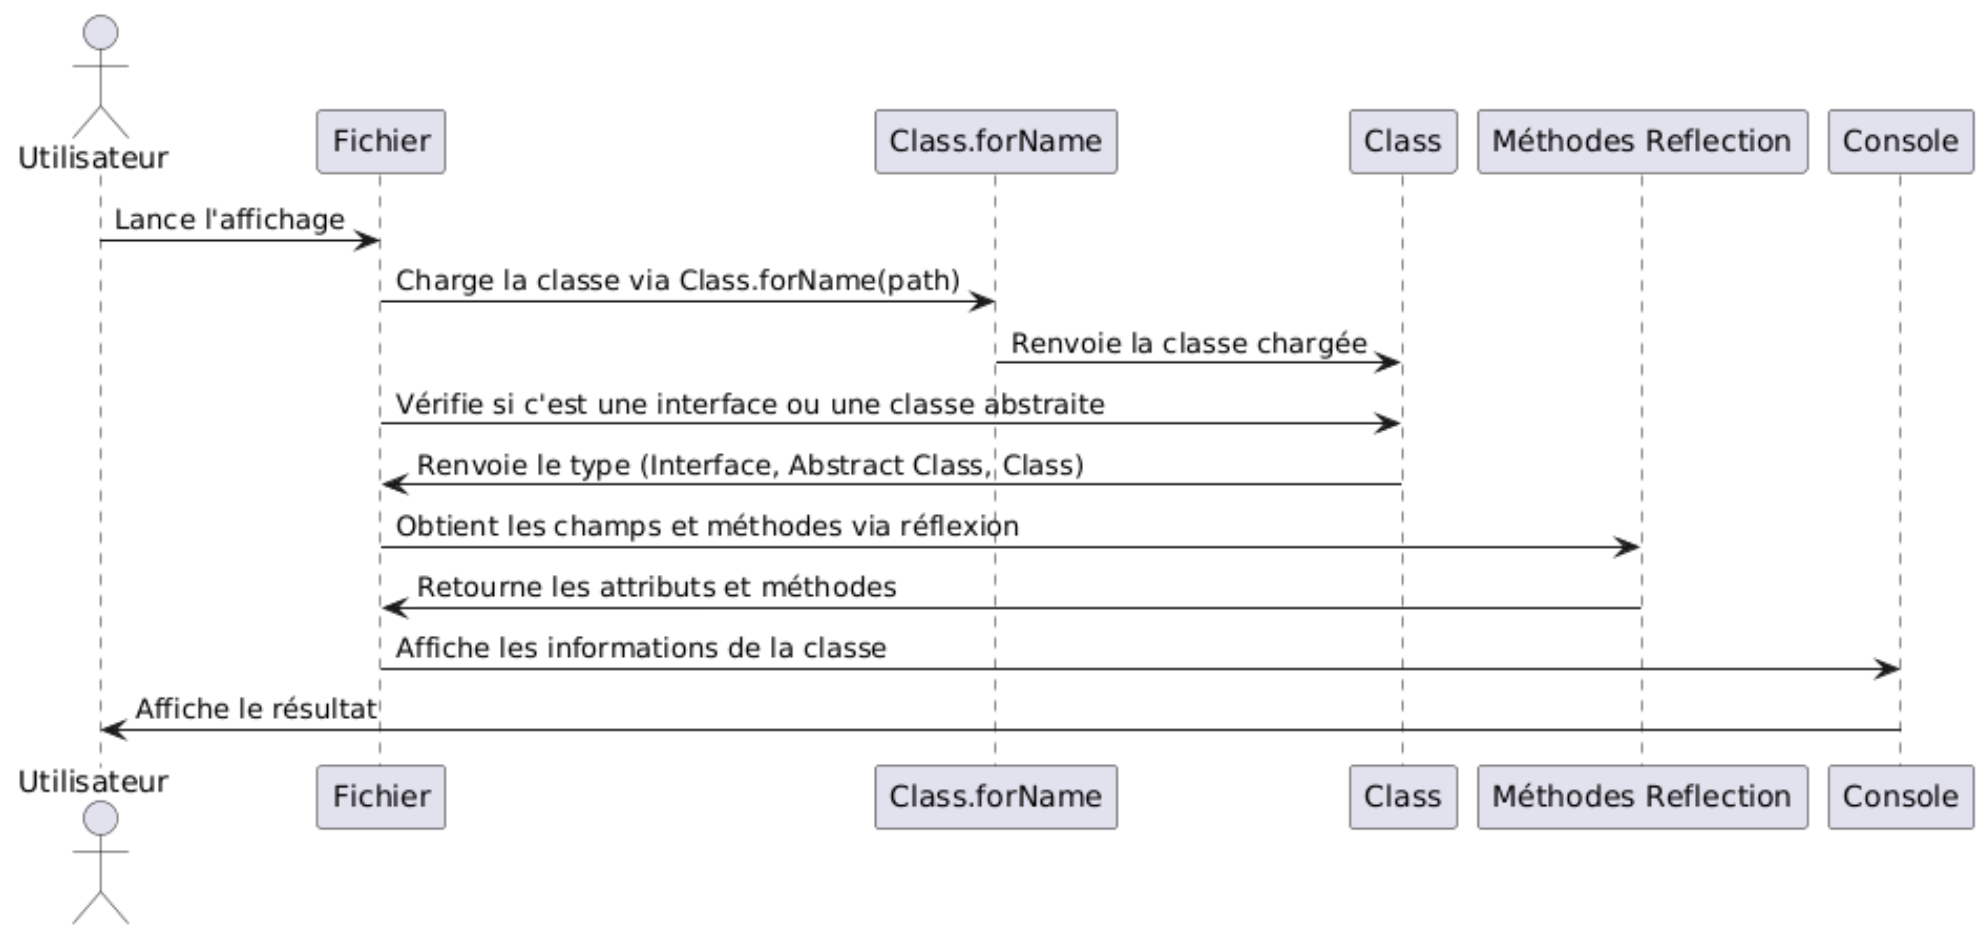 Utilisateur
Fichier
Class.forName
Class
Méthodes Reflection
Console
Lance l'affichage
Charge la classe via Class.forName(path)
Renvoie la classe chargée
Vérifie si c'est une interface ou une classe abstraite
Renvoie le type (Interface, Abstract Class, Class)
Obtient les champs et méthodes via réflexion
Retourne les attributs et méthodes
Affiche les informations de la classe
Affiche le résultat
Utilisateur
Fichier
Class.forName
Class
Méthodes Reflection
Console